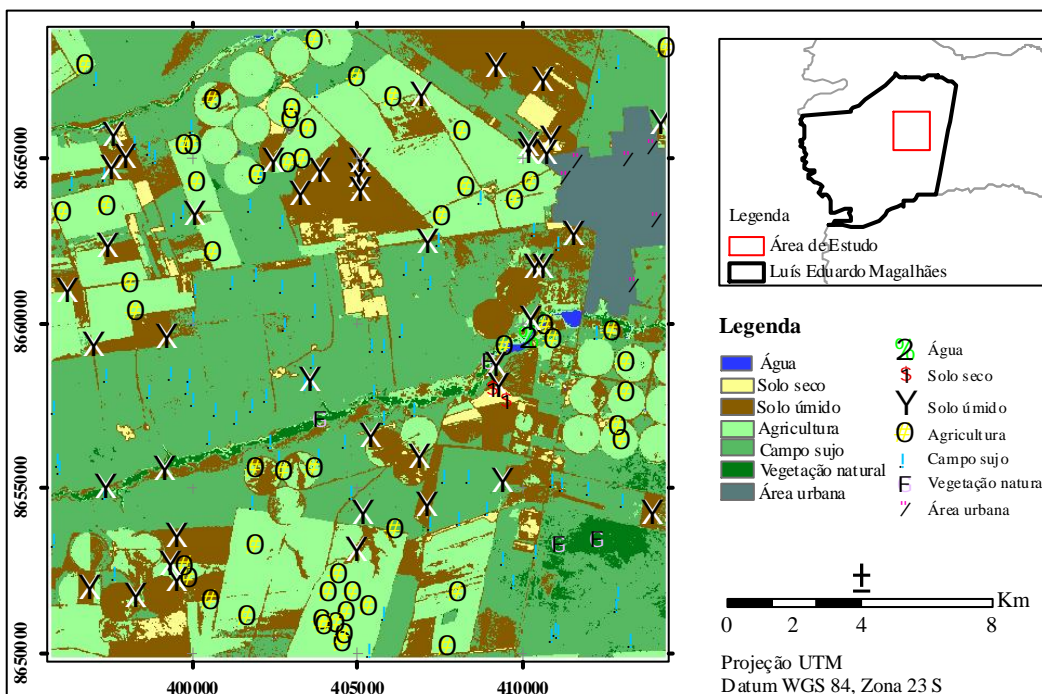 8665000
8660000
8655000
8650000
400000
405000
410000
Legenda
Área de Estudo
Luís Eduardo Magalhães
Legenda
Água
Solo seco
Solo úmido
Agricultura
Campo sujo
Vegetação natural
Área urbana
Água
Solo seco
Solo úmido
Agricultura
Campo sujo
Vegetação natura
Área urbana
±
Km
0 2 4 8
Projeção UTM
Datum WGS 84, Zona 23 S